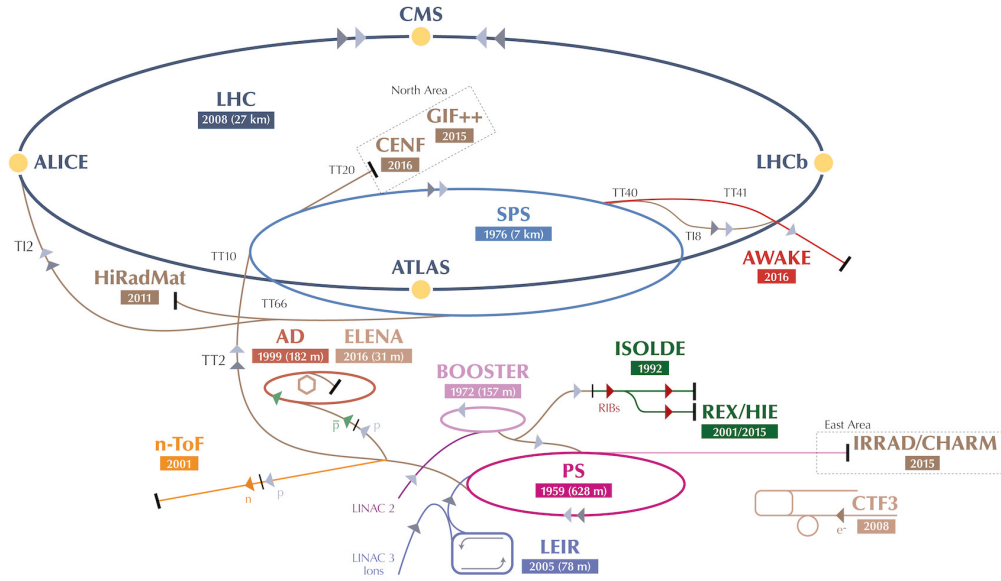 CMS
LHC
2008 (27 km)
North Area
GIF++
2015
CENF
2016
TT20
ALICE
LHCb
TT40
TT41
SPS
1976 (7 km)
TI8
TI2
TT10
ATLAS
AWAKE
2016
HiRadMat
2011
TT66
AD
1999 (182 m)
ELENA
2016 (31 m)
TT2
BOOSTER
1972 (157 m)
ISOLDE
1992
RIBs
REX/HIE
2001/2015
p̅
p
East Area
IRRAD/CHARM
2015
n-ToF
2001
n
p
PS
1959 (628 m)
LINAC 2
CTF3
2008
e-
LINAC 3
Ions
LEIR
2005 (78 m)